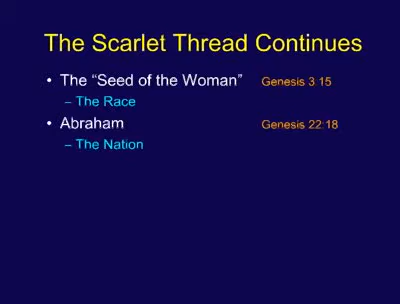 The Scarlet Thread Continues
• The “Seed of the Woman” Genesis 3:15
– The Race
• Abraham Genesis 22:18
– The Nation